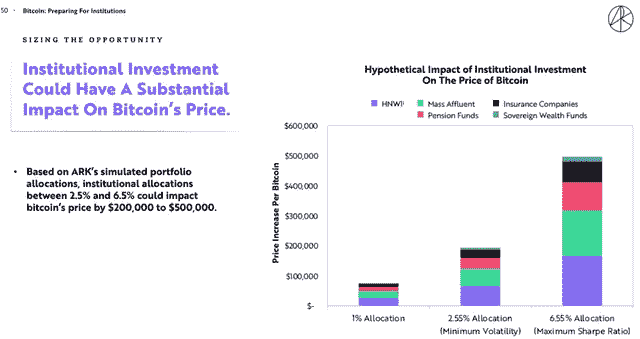 50 • Bitcoin: Preparing For Institutions
SIZING THE OPPORTUNITY
Institutional Investment
Could Have A Substantial
Impact On Bitcoin's Price.
• Based on ARK's simulated portfolio
allocations, institutional allocations
between 2.5% and 6.5% could impact
bitcoin's price by $200,000 to $500,000.
Hypothetical Impact of Institutional Investment
On The Price of Bitcoin
HNWI¹ Mass Affluent Insurance Companies
Pension Funds Sovereign Wealth Funds
Price Increase Per Bitcoin
$600,000
$500,000
$400,000
$300,000
$200,000
$100,000
$-
1% Allocation
2.55% Allocation
(Minimum Volatility)
6.55% Allocation
(Maximum Sharpe Ratio)